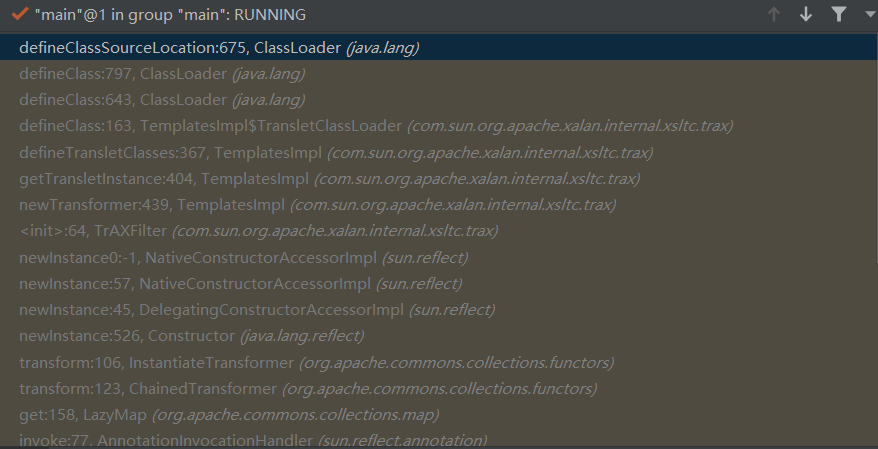 "main"@1 in group "main": RUNNING
defineClassSourceLocation:675, ClassLoader (java.lang)
defineClass:797, ClassLoader (java.lang)
defineClass:643, ClassLoader (java.lang)
defineClass:163, TemplatesImpl$TransletClassLoader (com.sun.org.apache.xalan.internal.xsltc.trax)
defineTransletClasses:367, TemplatesImpl (com.sun.org.apache.xalan.internal.xsltc.trax)
getTransletInstance:404, TemplatesImpl (com.sun.org.apache.xalan.internal.xsltc.trax)
newTransformer:439, TemplatesImpl (com.sun.org.apache.xalan.internal.xsltc.trax)
<init>:64, TrAXFilter (com.sun.org.apache.xalan.internal.xsltc.trax)
newInstance0:-1, NativeConstructorAccessorImpl (sun.reflect)
newInstance:57, NativeConstructorAccessorImpl (sun.reflect)
newInstance:45, DelegatingConstructorAccessorImpl (sun.reflect)
newInstance:526, Constructor (java.lang.reflect)
transform:106, InstantiateTransformer (org.apache.commons.collections.functors)
transform:123, ChainedTransformer (org.apache.commons.collections.functors)
get:158, LazyMap (org.apache.commons.collections.map)
invoke:77, AnnotationInvocationHandler (sun.reflect.annotation)